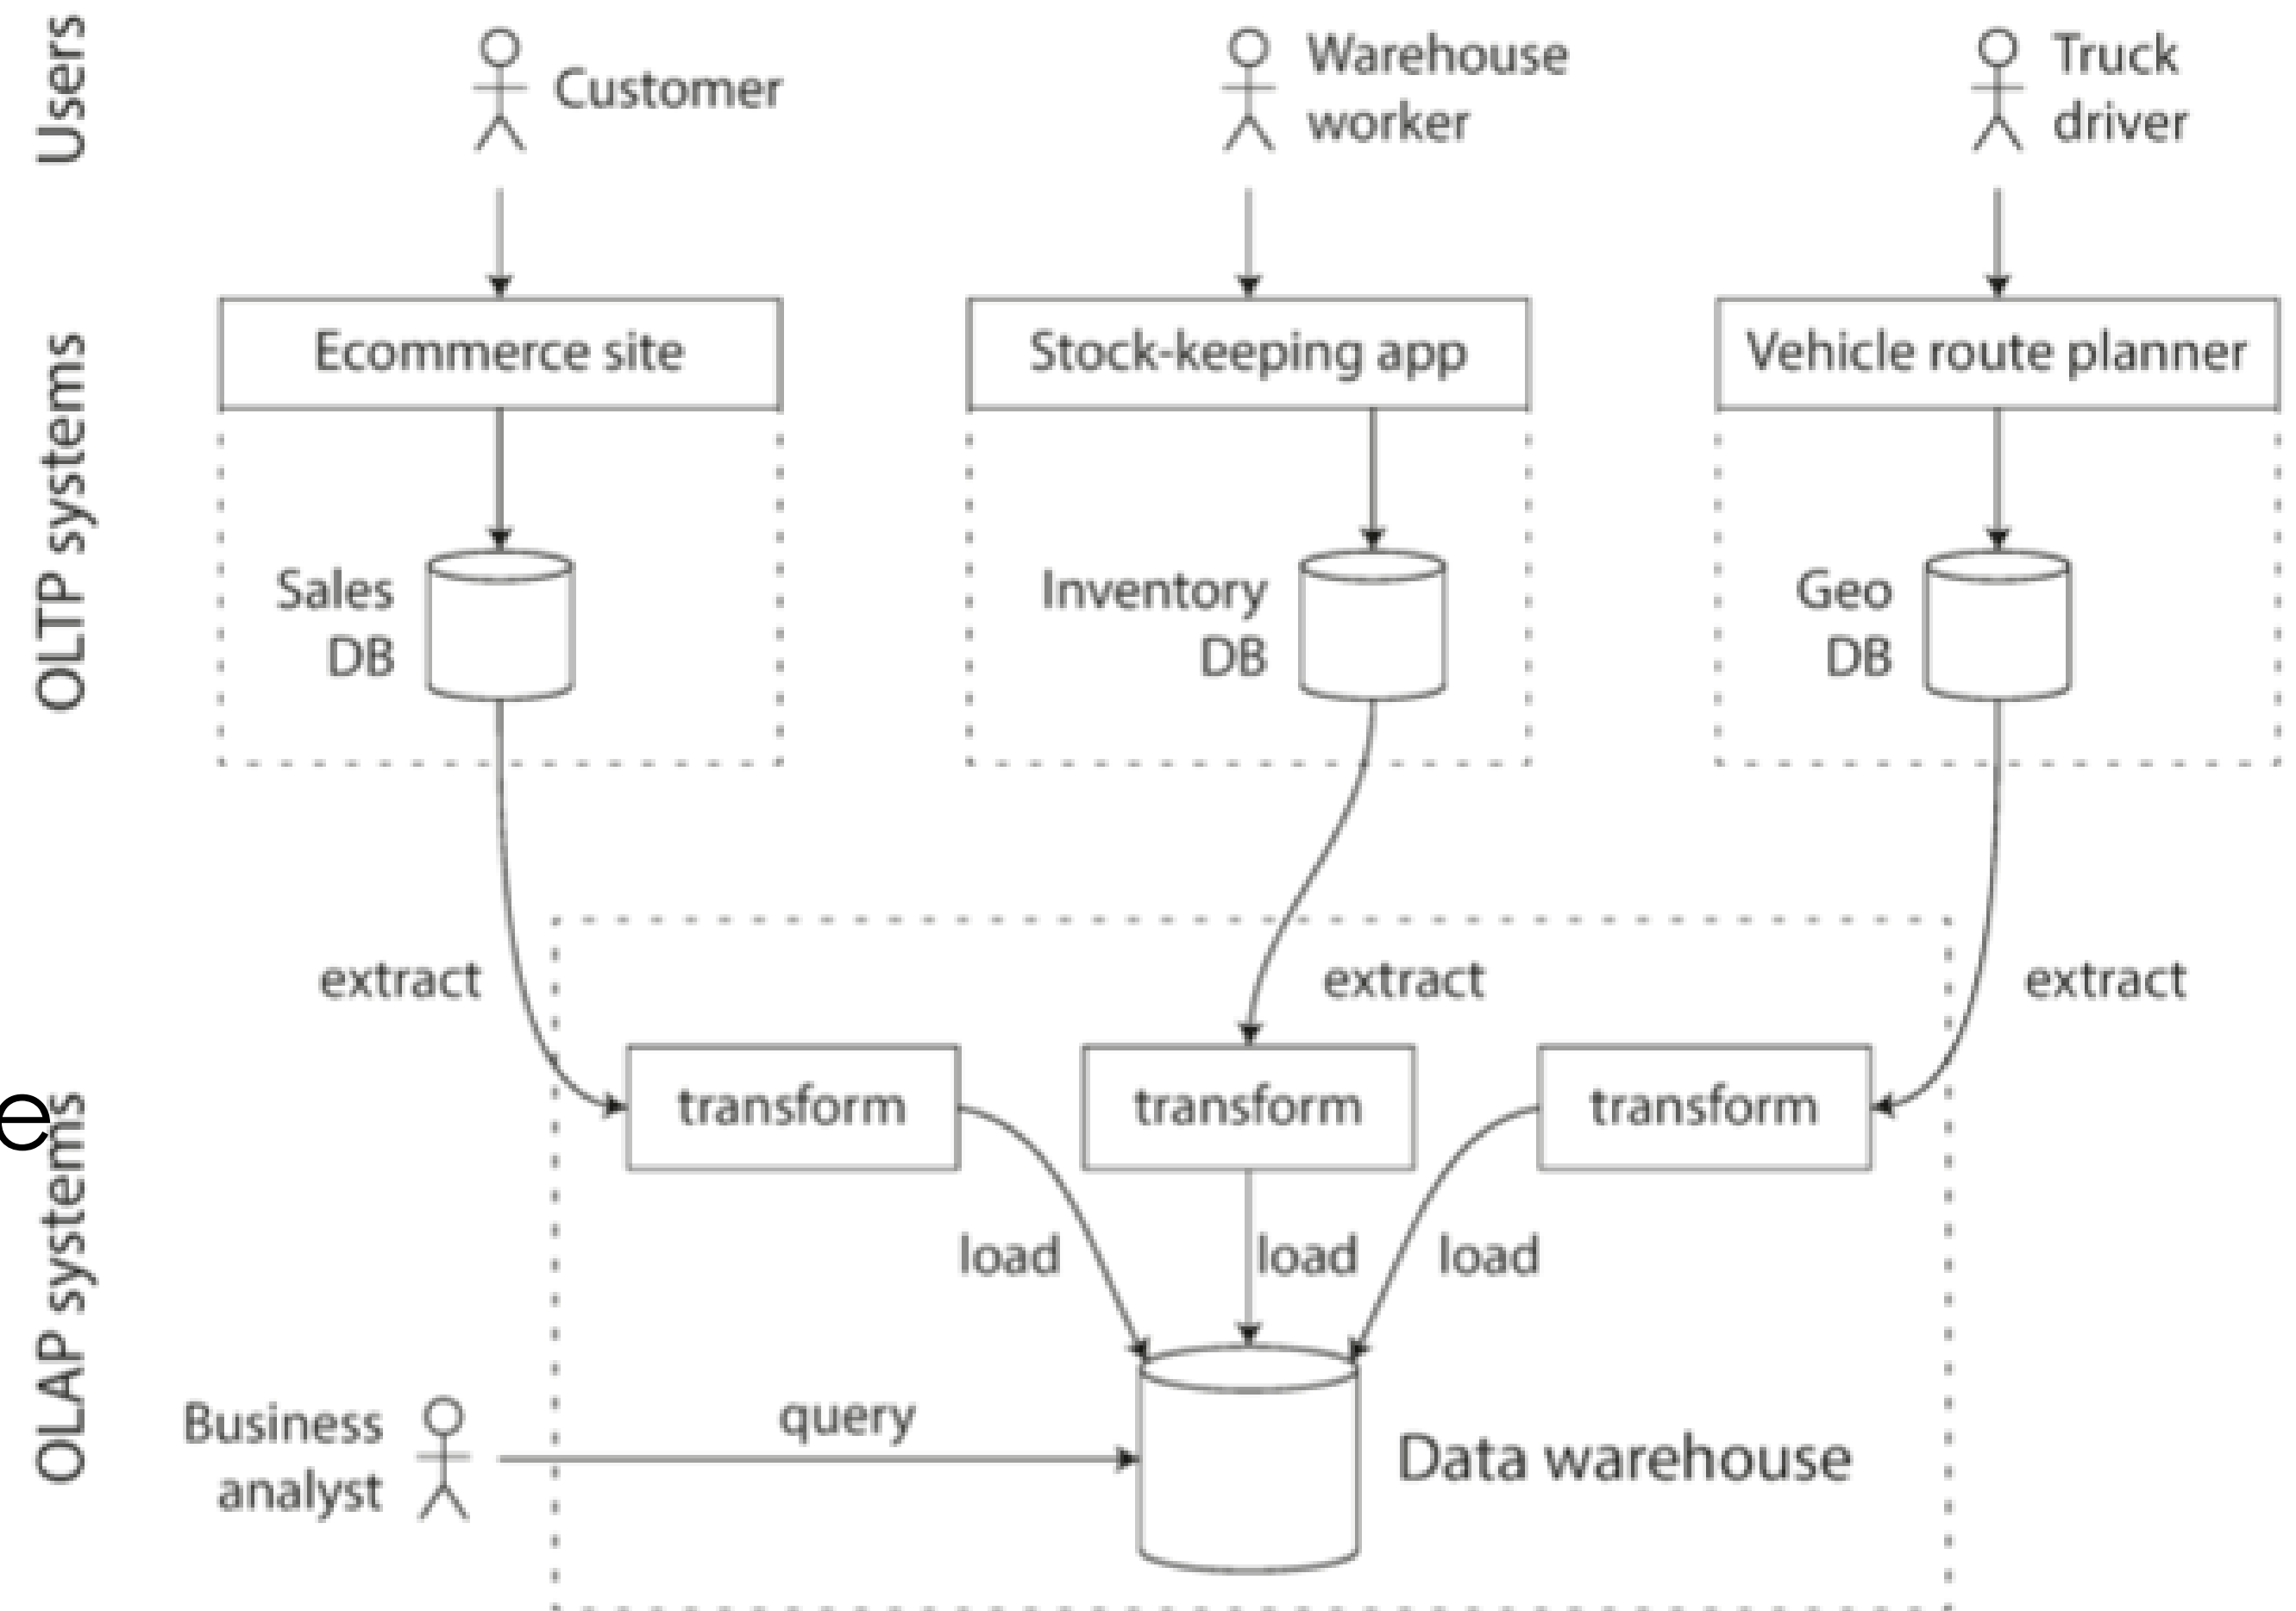 Users
Customer
Warehouse
worker
Truck
driver
OLTP systems
Ecommerce site
Stock-keeping app
Vehicle route planner
Sales
DB
Inventory
DB
Geo
DB
extract
extract
extract
e
OLAP systems
transform
transform
transform
load
load
load
Business
analyst
query
Data warehouse